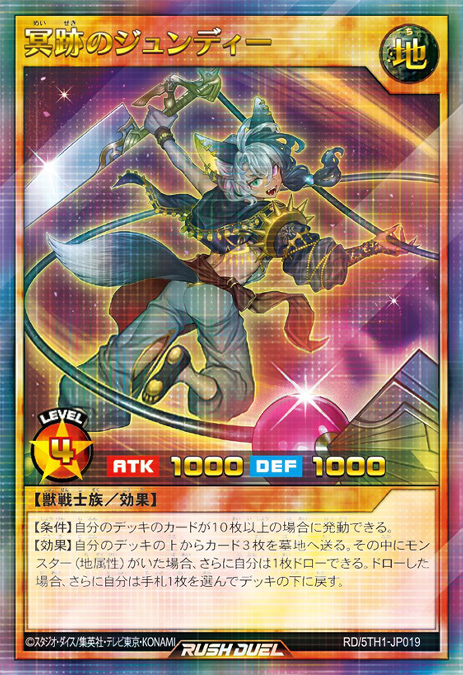 めい せき
冥跡のジュンディー
ち
地
LEVEL
4
ATK 1000 DEF 1000
【獣戦士族／効果】
【条件】自分のデッキのカードが10枚以上の場合に発動できる。
【効果】自分のデッキの上からカード3枚を墓地へ送る。その中にモン
スター（地属性）がいた場合、さらに自分は1枚ドローできる。ドローした
場合、さらに自分は手札1枚を選んでデッキの下に戻す。
©スタジオ・ダイス/集英社・テレビ東京・KONAMI
RUSH DUEL
RD/5TH1-JP019